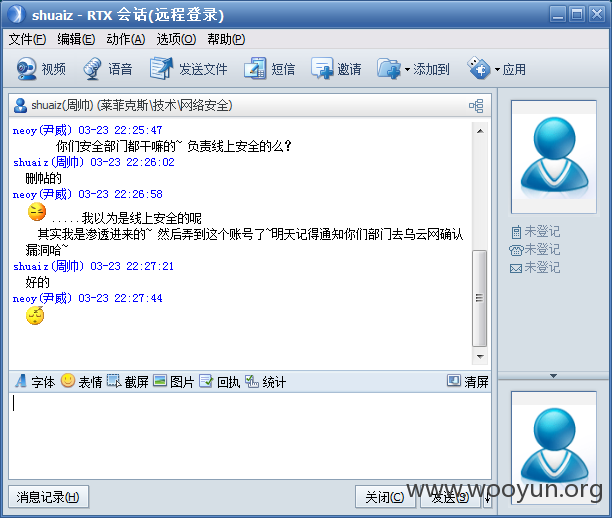 shuaiz - RTX 会话(远程登录)
文件(F) 编辑(E) 动作(A) 选项(O) 帮助(P)
视频 语音 发送文件 短信 邀请 添加到 应用
shuaiz(周帅) (莱菲克斯\技术\网络安全)
neoy(尹威) 03-23 22:25:47
你们安全部门都干嘛的~ 负责线上安全的么?
shuaiz(周帅) 03-23 22:26:02
删帖的
neoy(尹威) 03-23 22:26:58
.....我以为是线上安全的呢
其实我是渗透进来的~ 然后弄到这个账号了~明天记得通知你们部门去乌云网确认
漏洞哈~
shuaiz(周帅) 03-23 22:27:21
好的
neoy(尹威) 03-23 22:27:44
未登记
未登记
未登记
字体 表情 截屏 图片 回执 统计 清屏
消息记录(H) 关闭(C) 发送(S)
www.wooyun.org